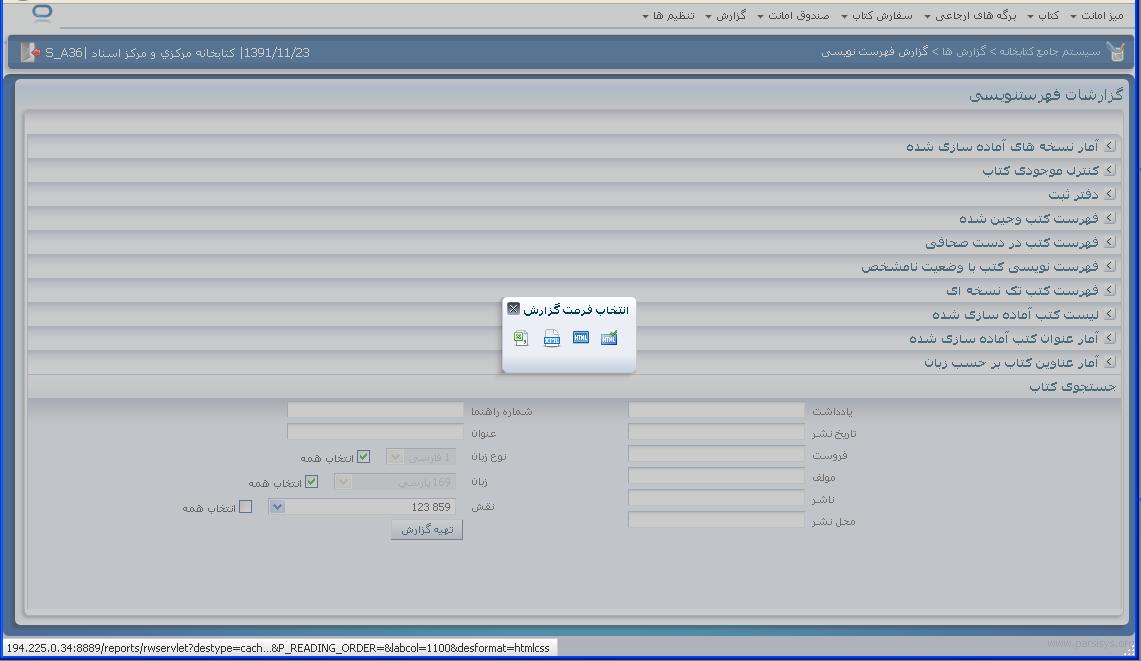 میز امانت کتاب برگه های ارجاعی سفارش کتاب صندوق امانت گزارش تنظیم ها
سیستم جامع کتابخانه > گزارش ها > گزارش فهرست نویسی
1391/11/23| کتابخانه مرکزي و مرکز اسناد |S_A36
گزارشات فهرستنویسی
آمار نسخه های آماده سازی شده
کنترل موجودی کتاب
دفتر ثبت
فهرست کتب وجین شده
فهرست کتب در دست صحافی
فهرست نویسی کتب با وضعیت نامشخص
فهرست کتب تک نسخه ای
لیست کتب آماده سازی شده
آمار عنوان کتب آماده سازی شده
آمار عناوین کتاب بر حسب زبان
جستجوی کتاب
انتخاب فرمت گزارش
HTML HTML
یادداشت
شماره راهنما
تاریخ نشر
عنوان
فروست
نوع زبان 1 فارسی انتخاب همه
مولف
زبان 169 پارسی انتخاب همه
ناشر
نقش 123 859 انتخاب همه
محل نشر
تهیه گزارش
www.parsisys.org
194.225.0.34:8889/reports/rwservlet?destype=cach...&P_READING_ORDER=&labcol=1100&desformat=htmlcss